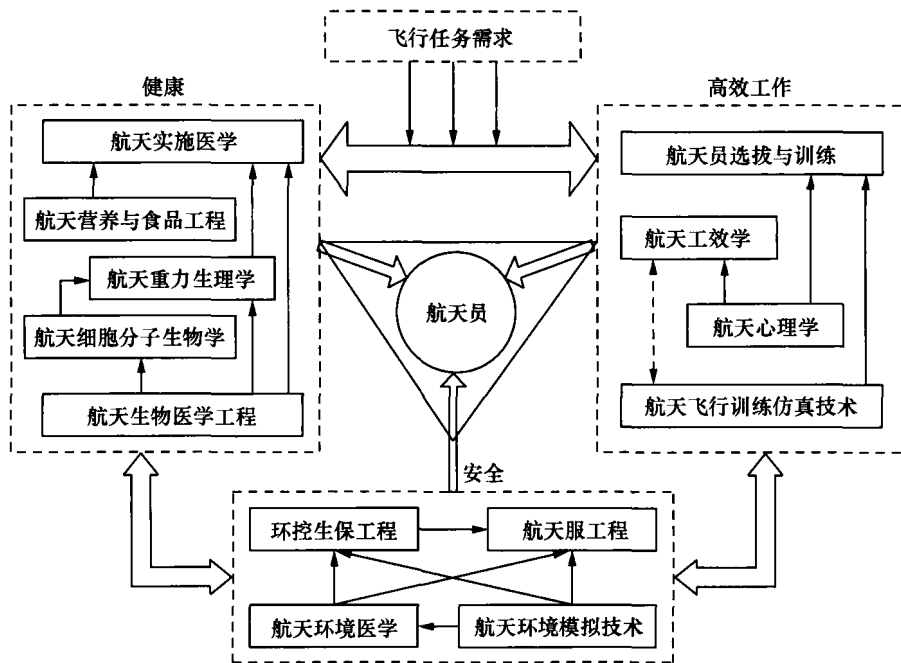 飞行任务需求
健康
高效工作
航天实施医学
航天员选拔与训练
航天营养与食品工程
航天工效学
航天重力生理学
航天员
航天心理学
航天细胞分子生物学
航天生物医学工程
航天飞行训练仿真技术
安全
环控生保工程
航天服工程
航天环境医学
航天环境模拟技术